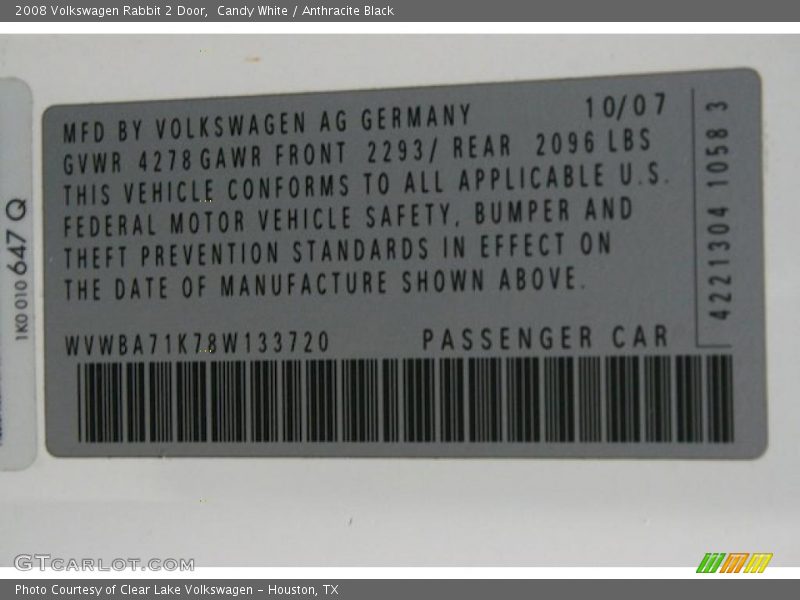 2008 Volkswagen Rabbit 2 Door,  Candy White / Anthracite Black
MFD BY VOLKSWAGEN AG GERMANY 10/07
GVWR 4278 GAWR FRONT 2293/ REAR 2096 LBS
THIS VEHICLE CONFORMS TO ALL APPLICABLE U.S.
FEDERAL MOTOR VEHICLE SAFETY, BUMPER AND
THEFT PREVENTION STANDARDS IN EFFECT ON
THE DATE OF MANUFACTURE SHOWN ABOVE.
WVWBA71K78W133720 PASSENGER CAR
4221304 1058 3
1K0 010 647 Q
GTCARLOT.COM
Photo Courtesy of Clear Lake Volkswagen - Houston, TX